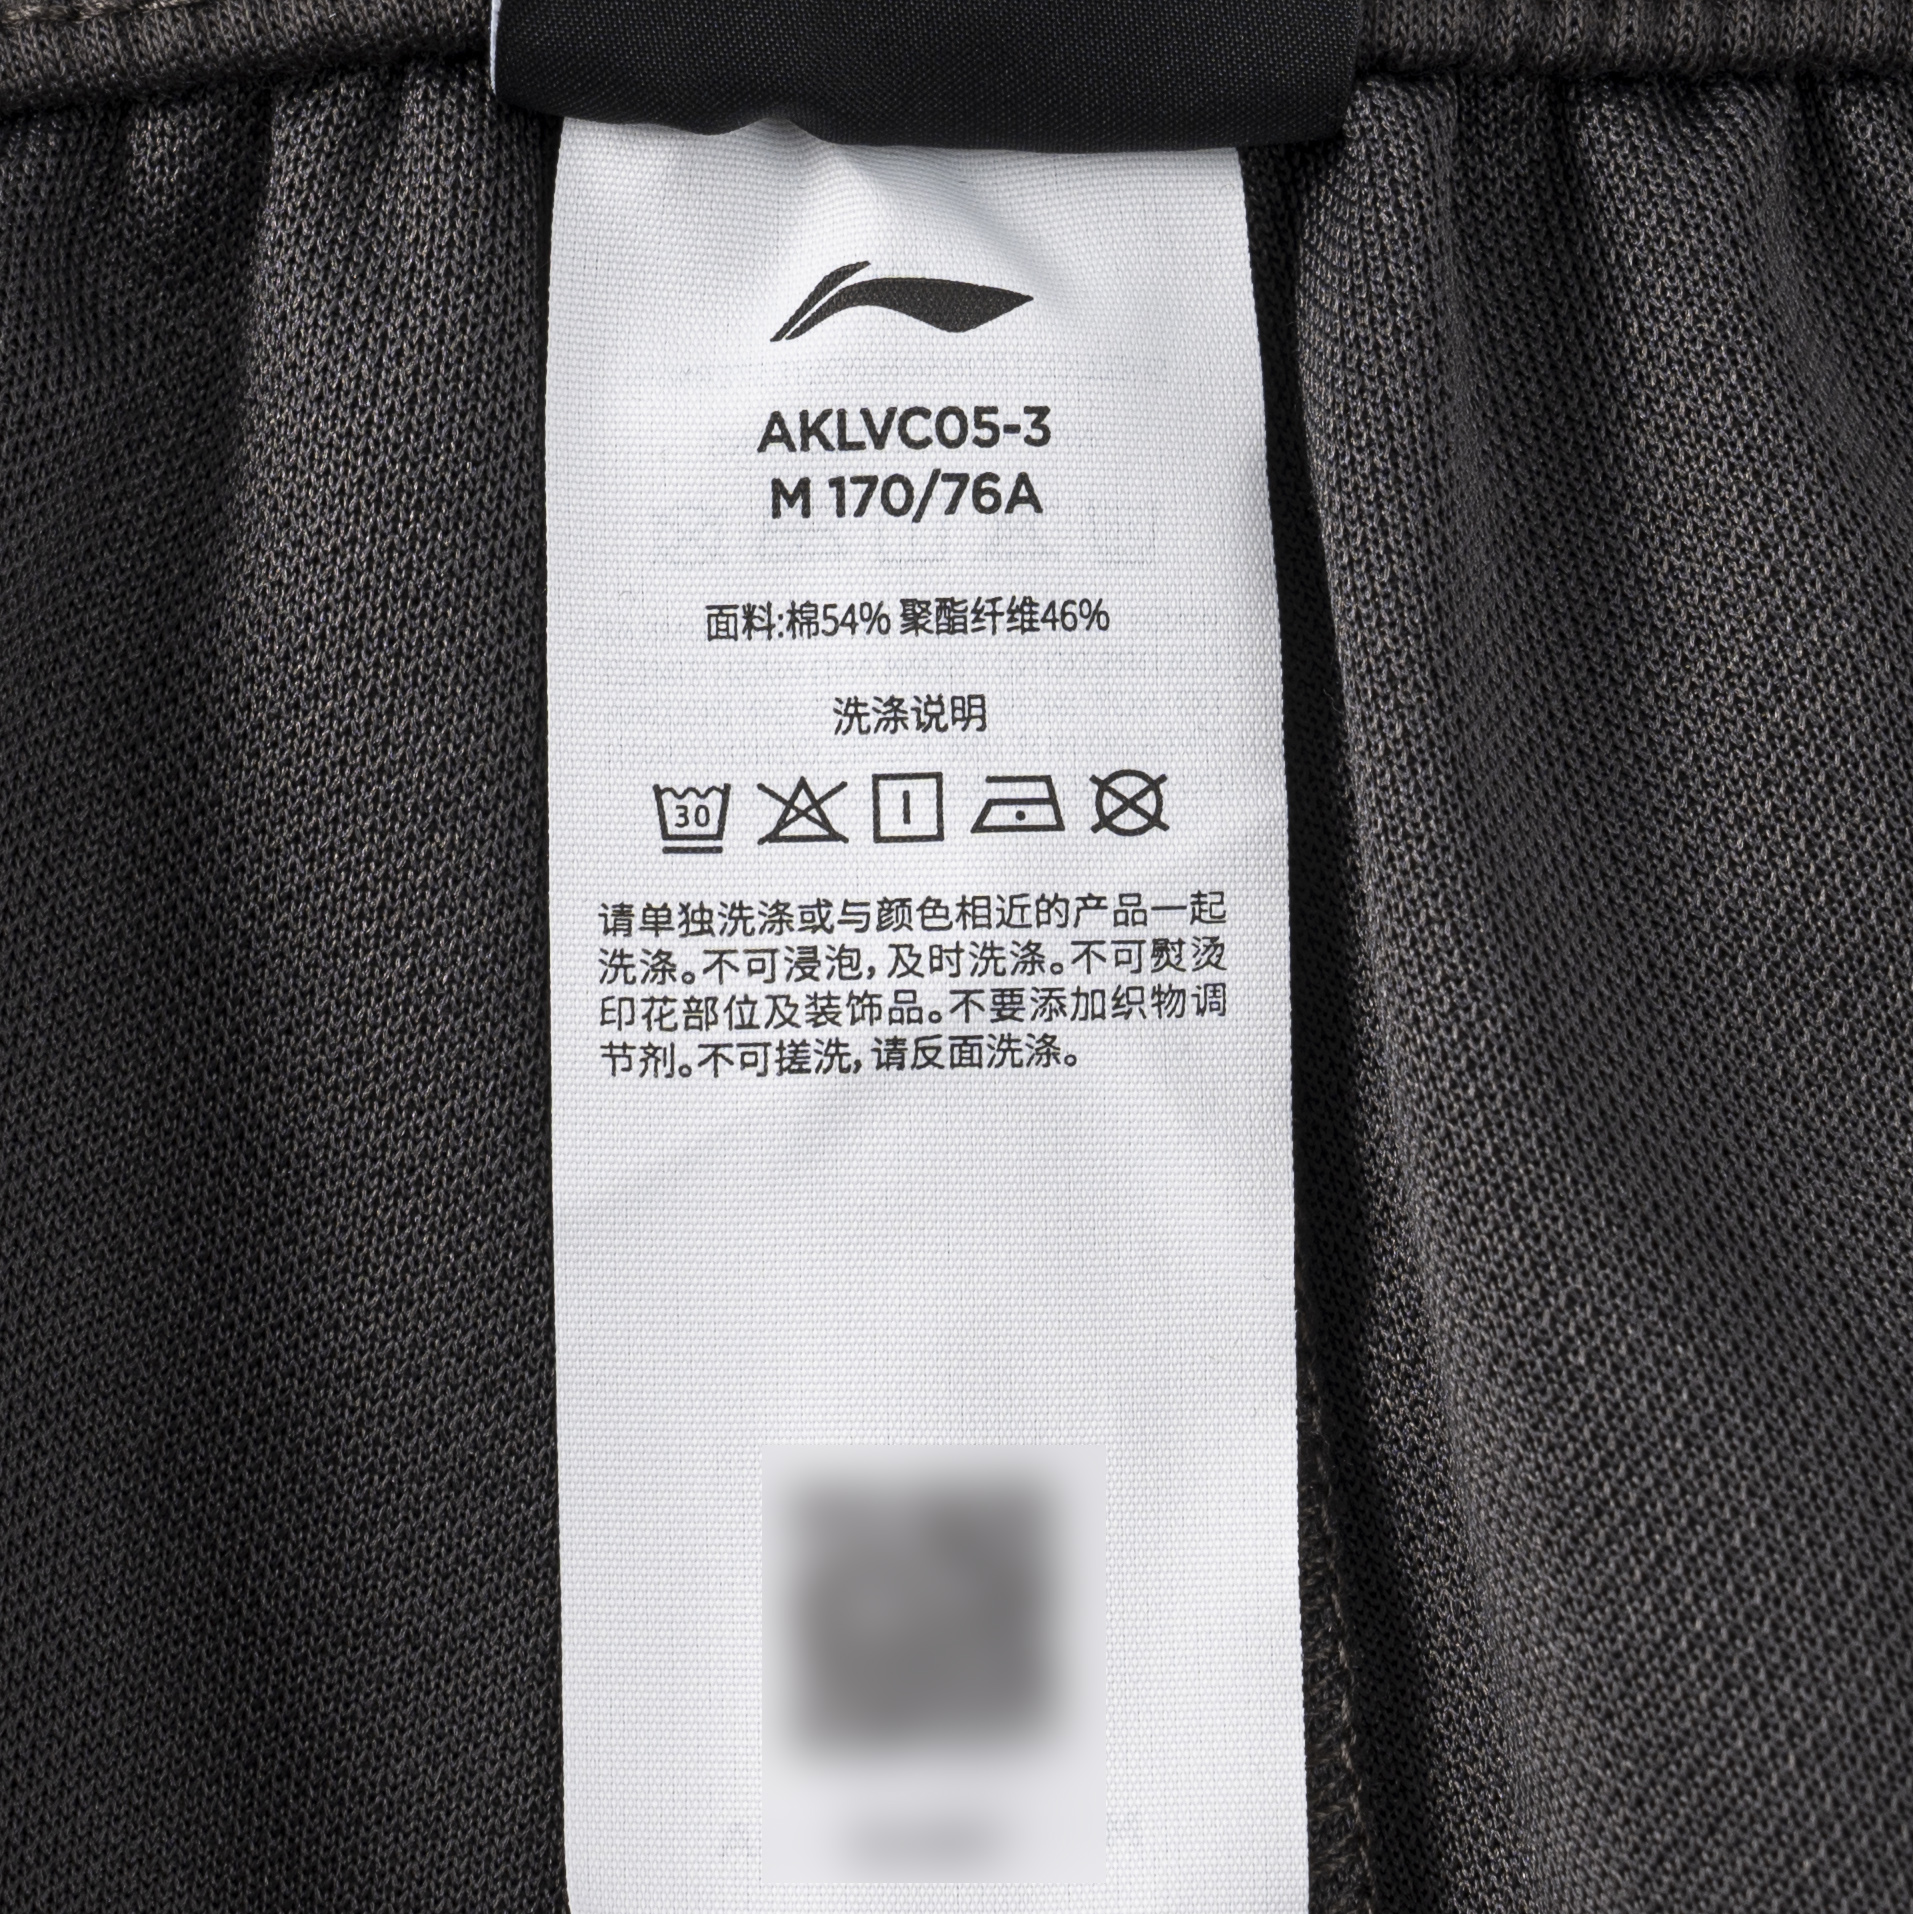 AKLVC05-3
M 170/76A
面料:棉54% 聚酯纤维46%
洗涤说明
30
请单独洗涤或与颜色相近的产品一起
洗涤。不可浸泡,及时洗涤。不可熨烫
印花部位及装饰品。不要添加织物调
节剂。不可搓洗,请反面洗涤。